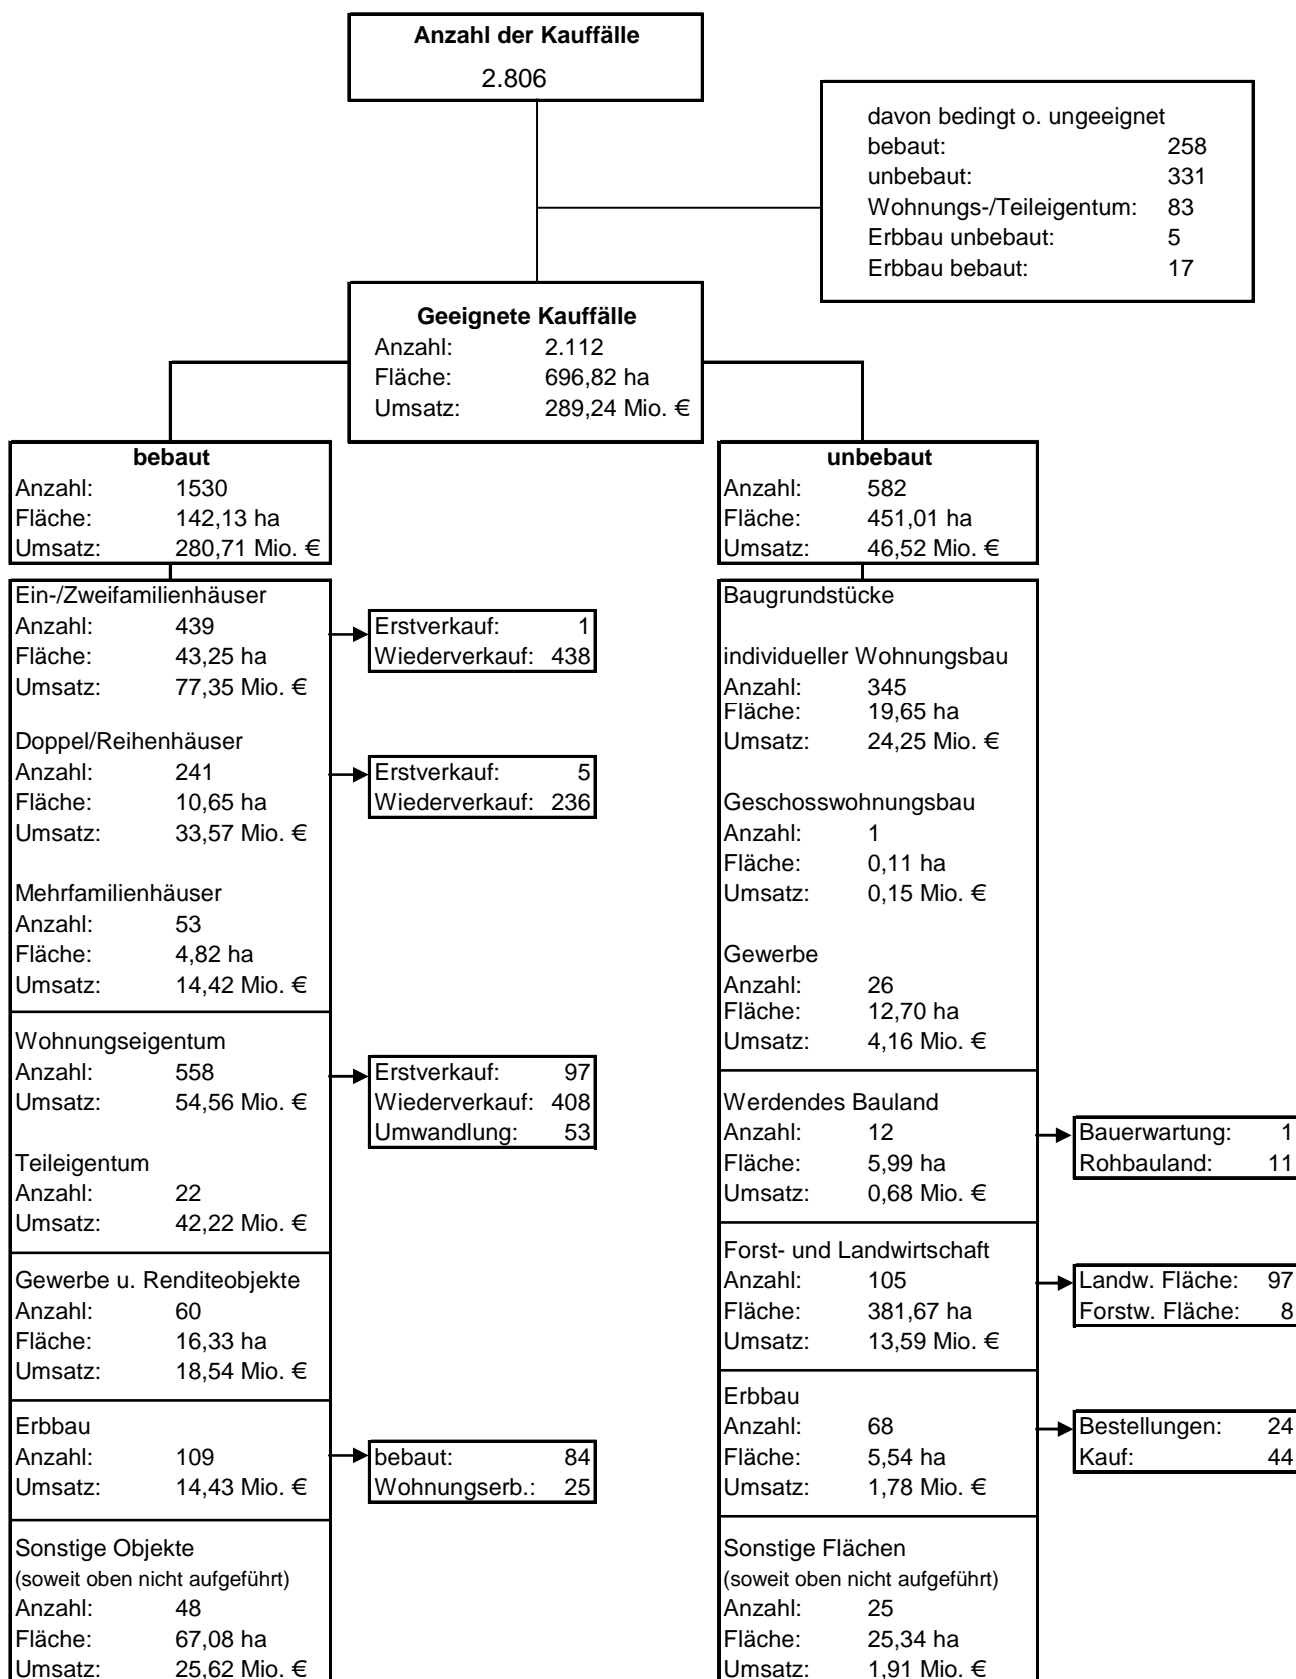 Anzahl der Kauffälle
2.806
davon bedingt o. ungeeignet
bebaut: 258
unbebaut: 331
Wohnungs-/Teileigentum: 83
Erbbau unbebaut: 5
Erbbau bebaut: 17
Geeignete Kauffälle
Anzahl: 2.112
Fläche: 696,82 ha
Umsatz: 289,24 Mio. €
bebaut
Anzahl: 1530
Fläche: 142,13 ha
Umsatz: 280,71 Mio. €
Ein-/Zweifamilienhäuser
Anzahl: 439
Fläche: 43,25 ha
Umsatz: 77,35 Mio. €
Erstverkauf: 1
Wiederverkauf: 438
Doppel/Reihenhäuser
Anzahl: 241
Fläche: 10,65 ha
Umsatz: 33,57 Mio. €
Erstverkauf: 5
Wiederverkauf: 236
Mehrfamilienhäuser
Anzahl: 53
Fläche: 4,82 ha
Umsatz: 14,42 Mio. €
Wohnungseigentum
Anzahl: 558
Umsatz: 54,56 Mio. €
Erstverkauf: 97
Wiederverkauf: 408
Umwandlung: 53
Teileigentum
Anzahl: 22
Umsatz: 42,22 Mio. €
Gewerbe u. Renditeobjekte
Anzahl: 60
Fläche: 16,33 ha
Umsatz: 18,54 Mio. €
Erbbau
Anzahl: 109
Umsatz: 14,43 Mio. €
bebaut: 84
Wohnungserb.: 25
Sonstige Objekte
(soweit oben nicht aufgeführt)
Anzahl: 48
Fläche: 67,08 ha
Umsatz: 25,62 Mio. €
unbebaut
Anzahl: 582
Fläche: 451,01 ha
Umsatz: 46,52 Mio. €
Baugrundstücke
individueller Wohnungsbau
Anzahl: 345
Fläche: 19,65 ha
Umsatz: 24,25 Mio. €
Geschosswohnungsbau
Anzahl: 1
Fläche: 0,11 ha
Umsatz: 0,15 Mio. €
Gewerbe
Anzahl: 26
Fläche: 12,70 ha
Umsatz: 4,16 Mio. €
Werdendes Bauland
Anzahl: 12
Fläche: 5,99 ha
Umsatz: 0,68 Mio. €
Bauerwartung: 1
Rohbauland: 11
Forst- und Landwirtschaft
Anzahl: 105
Fläche: 381,67 ha
Umsatz: 13,59 Mio. €
Landw. Fläche: 97
Forstw. Fläche: 8
Erbbau
Anzahl: 68
Fläche: 5,54 ha
Umsatz: 1,78 Mio. €
Bestellungen: 24
Kauf: 44
Sonstige Flächen
(soweit oben nicht aufgeführt)
Anzahl: 25
Fläche: 25,34 ha
Umsatz: 1,91 Mio. €